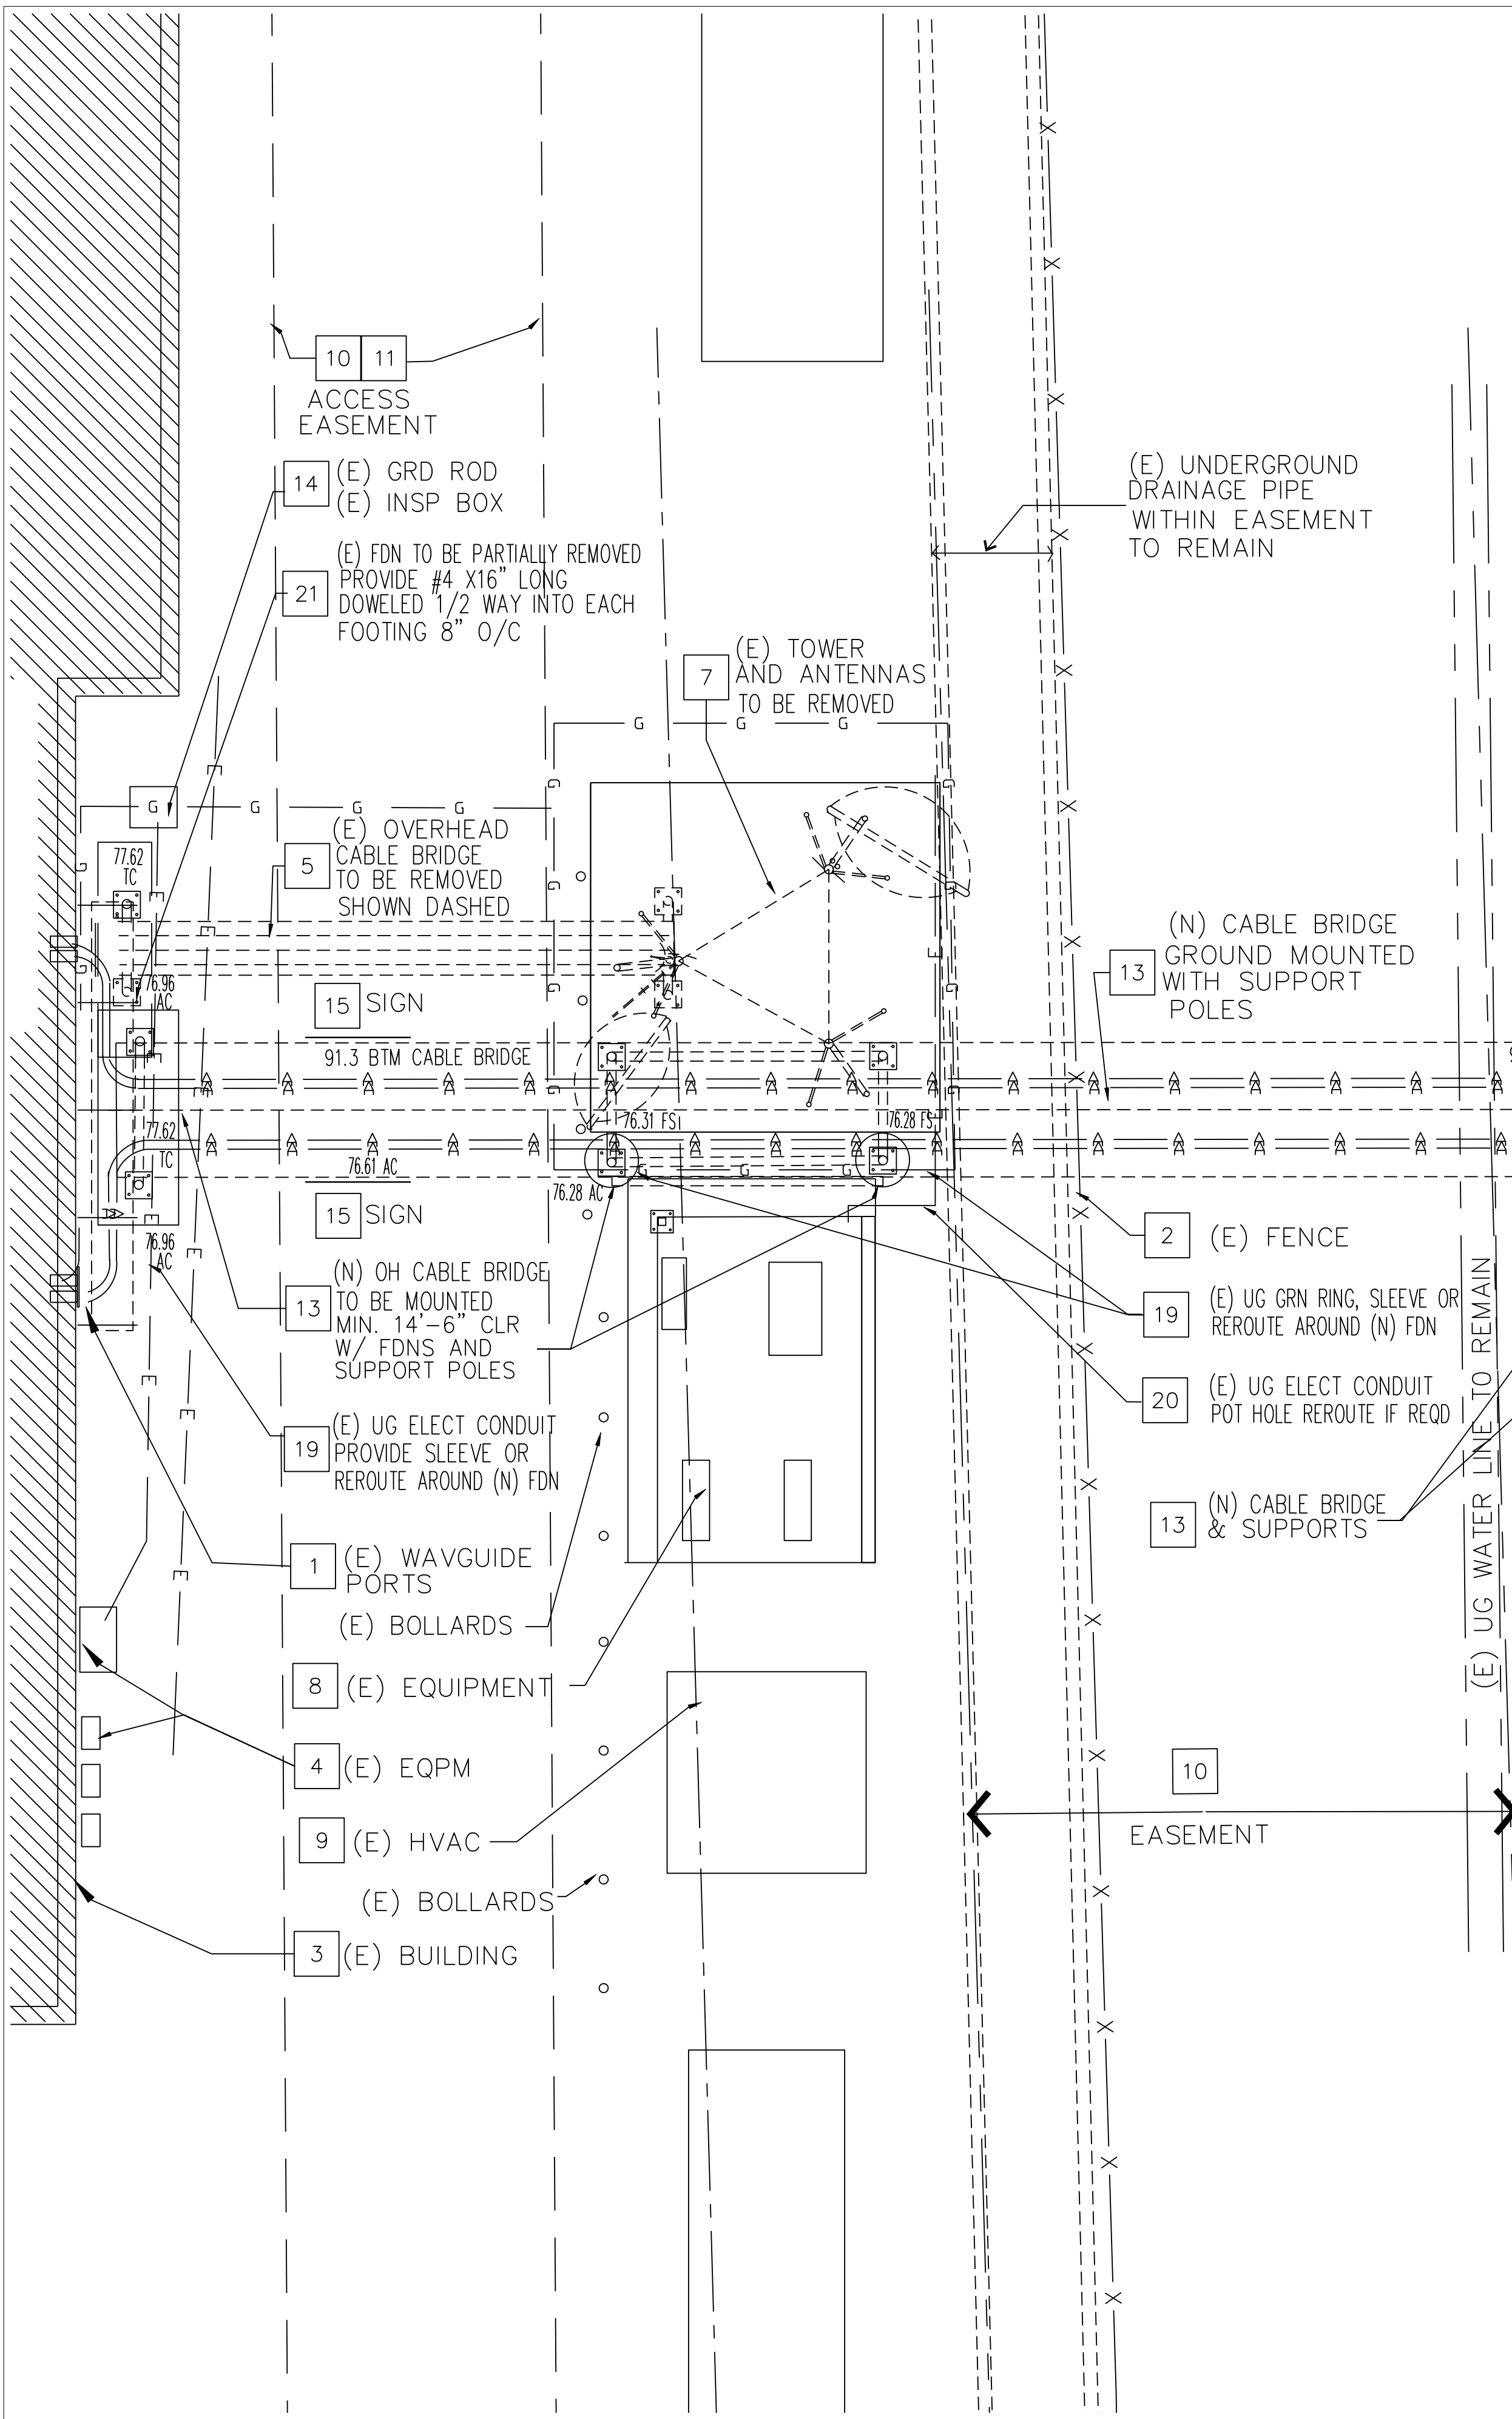 10 11
ACCESS
EASEMENT
14
(E) GRD ROD
(E) INSP BOX
21
(E) FDN TO BE PARTIALLY REMOVED
PROVIDE #4 X16" LONG
DOWELED 1/2 WAY INTO EACH
FOOTING 8" O/C
(E) UNDERGROUND
DRAINAGE PIPE
WITHIN EASEMENT
TO REMAIN
7
(E) TOWER
AND ANTENNAS
TO BE REMOVED
5
(E) OVERHEAD
CABLE BRIDGE
TO BE REMOVED
SHOWN DASHED
77.62
TC
76.96
AC
13
(N) CABLE BRIDGE
GROUND MOUNTED
WITH SUPPORT
POLES
15 SIGN
91.3 BTM CABLE BRIDGE
76.31 FS
76.28 FS
77.62
TC
76.61 AC
76.28 AC
15 SIGN
76.96
AC
2 (E) FENCE
13
(N) OH CABLE BRIDGE
TO BE MOUNTED
MIN. 14'-6" CLR
W/ FDNS AND
SUPPORT POLES
19
(E) UG GRN RING, SLEEVE OR
REROUTE AROUND (N) FDN
20
(E) UG ELECT CONDUIT
POT HOLE REROUTE IF REQD
19
(E) UG ELECT CONDUIT
PROVIDE SLEEVE OR
REROUTE AROUND (N) FDN
13
(N) CABLE BRIDGE
& SUPPORTS
(E) UG WATER LINE TO REMAIN
1
(E) WAVGUIDE
PORTS
(E) BOLLARDS
8 (E) EQUIPMENT
4 (E) EQPM
10
EASEMENT
9 (E) HVAC
(E) BOLLARDS
3 (E) BUILDING